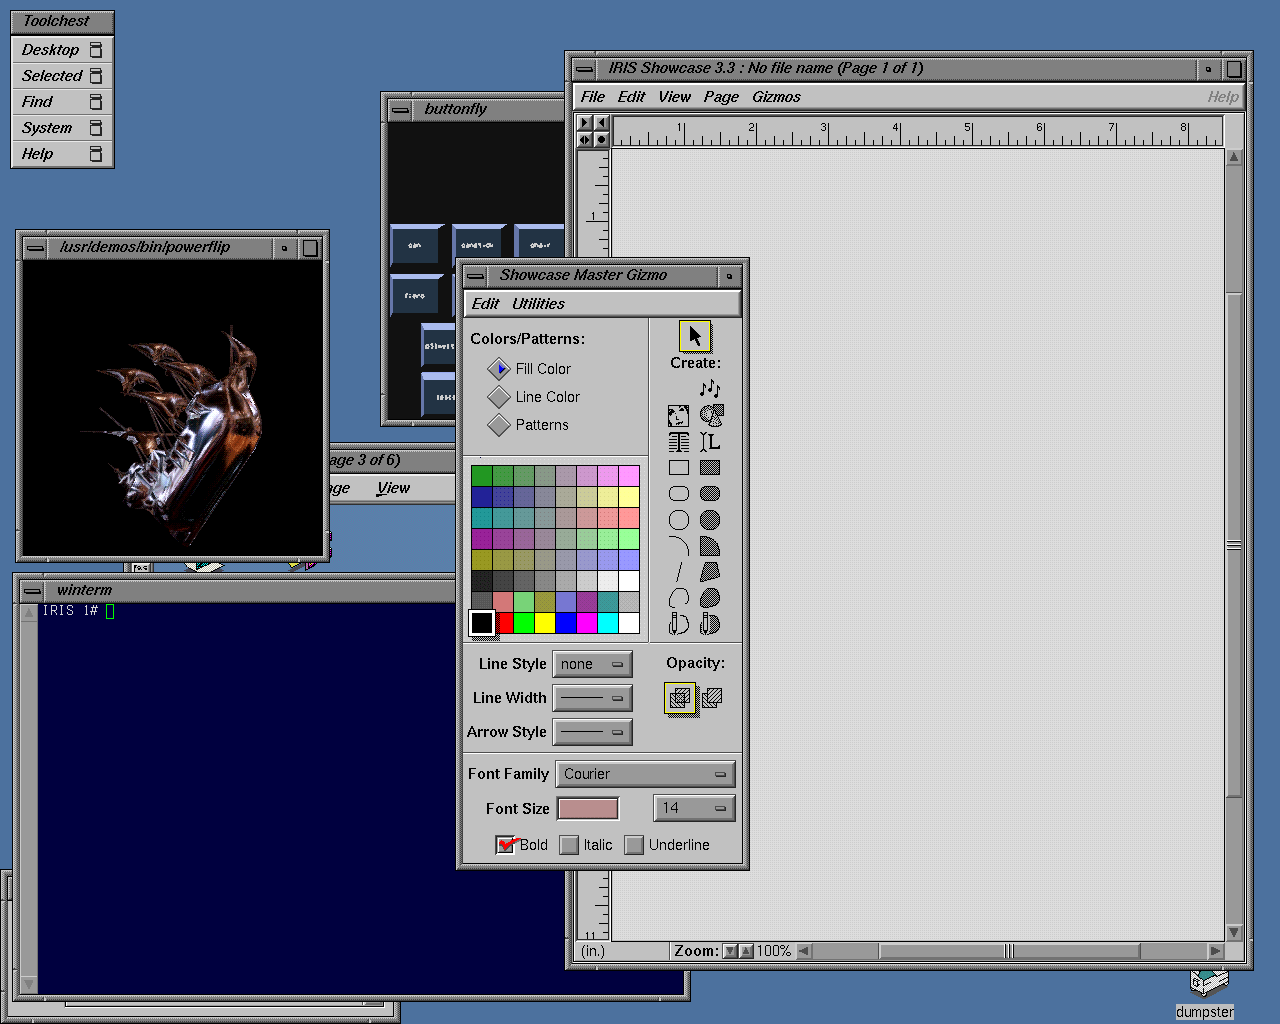 Toolchest
Desktop
Selected
Find
System
Help
IRIS Showcase 3.3 : No file name (Page 1 of 1)
File Edit View Page Gizmos Help
1 2 3 4 5 6 7 8
1
11
(in.)
Zoom: 100%
buttonfly
/usr/demos/bin/powerflip
age 3 of 6)
ge View
winterm
IRIS 1#
Showcase Master Gizmo
Edit Utilities
Colors/Patterns:
Fill Color
Line Color
Patterns
Create:
Line Style none
Line Width
Arrow Style
Opacity:
Font Family Courier
Font Size 14
Bold Italic Underline
dumpster